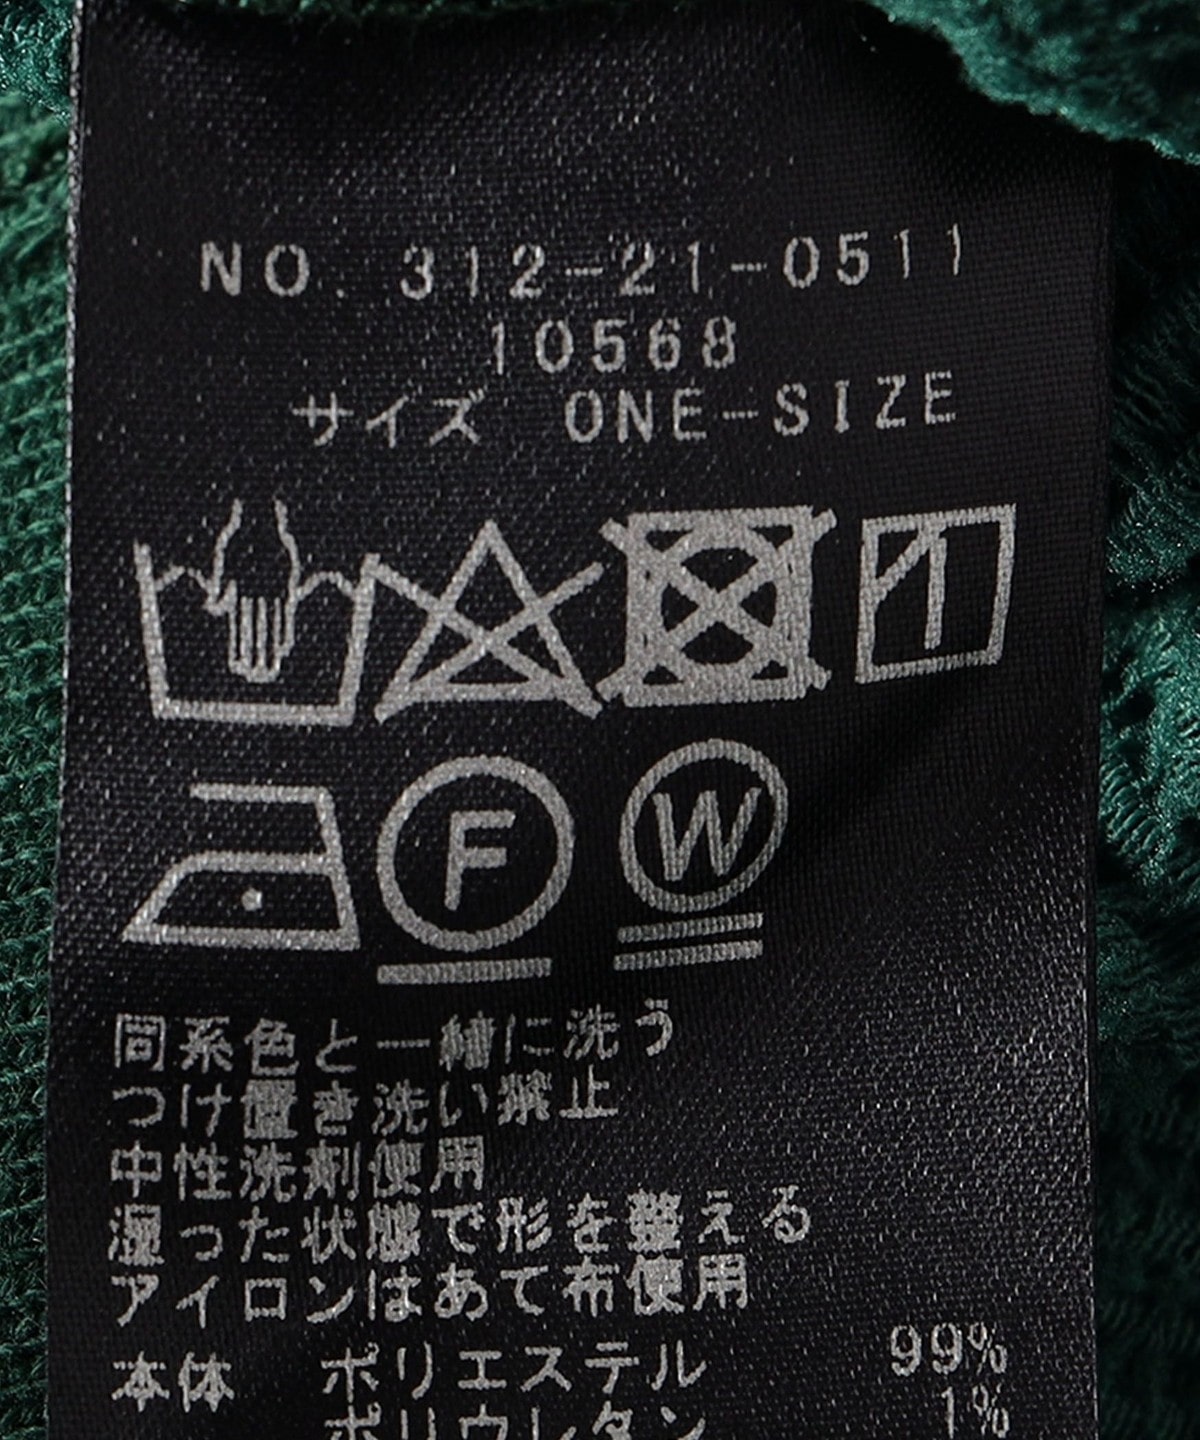 NO. 312-21-0511
10568
サイズ ONE-SIZE
F W
同系色と一緒に洗う
つけ置き洗い禁止
中性洗剤使用
湿った状態で形を整える
アイロンはあて布使用
本体 ポリエステル 99%
ポリウレタン 1%